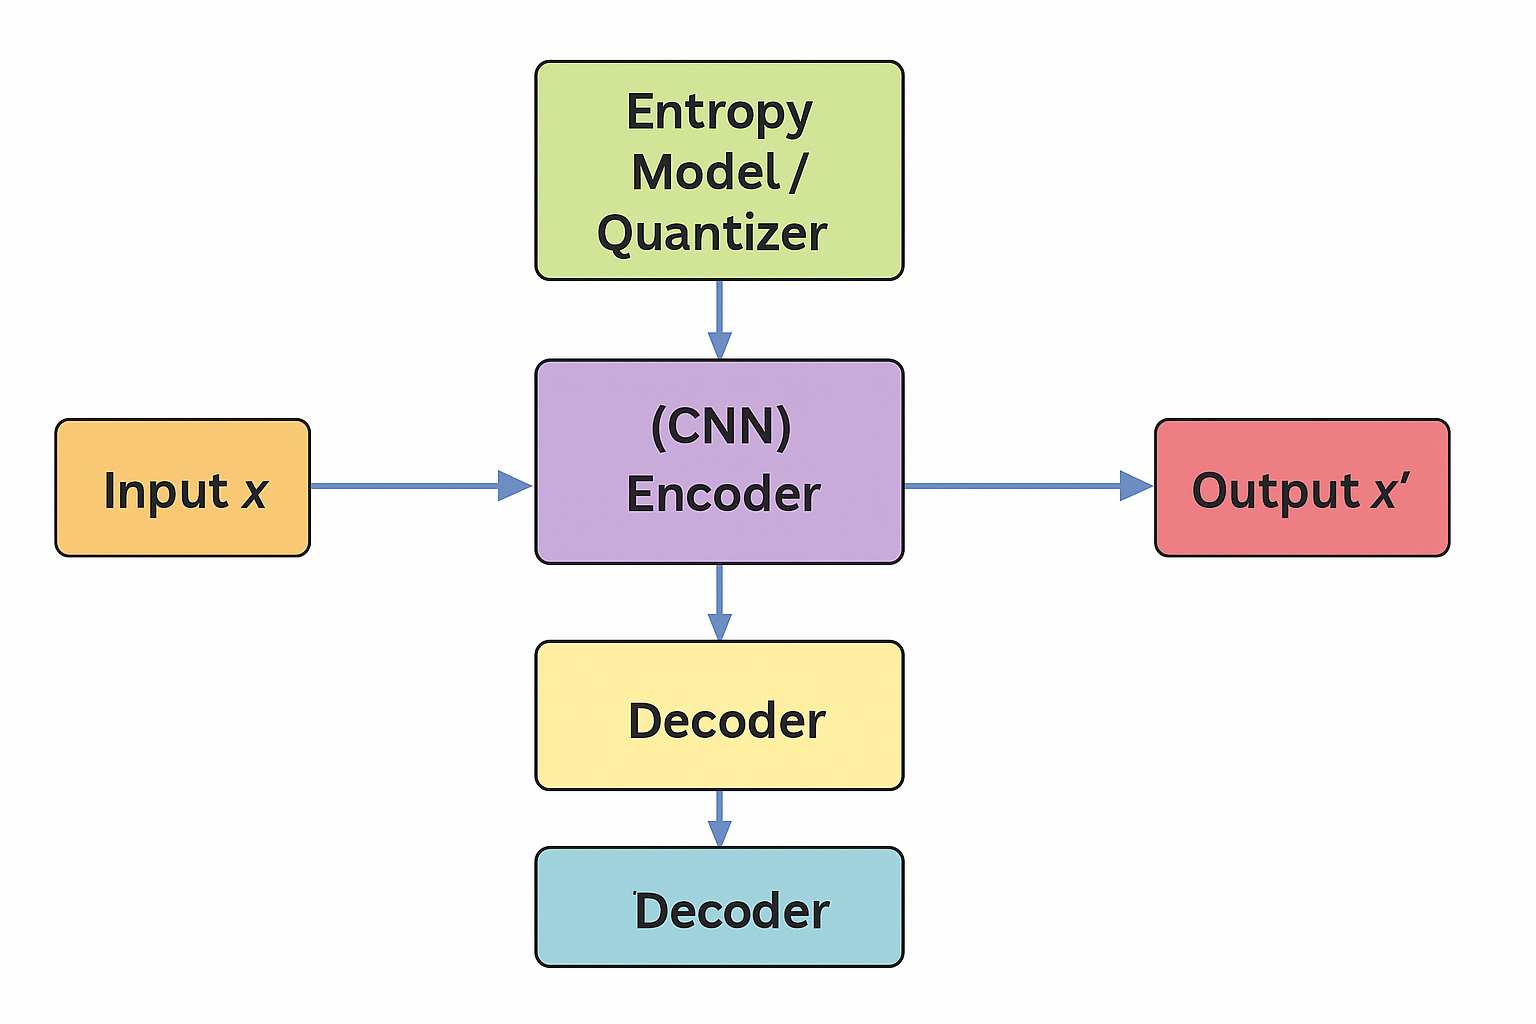 Entropy
Model /
Quantizer
(CNN)
Encoder
Input x
Output x′
Decoder
Decoder